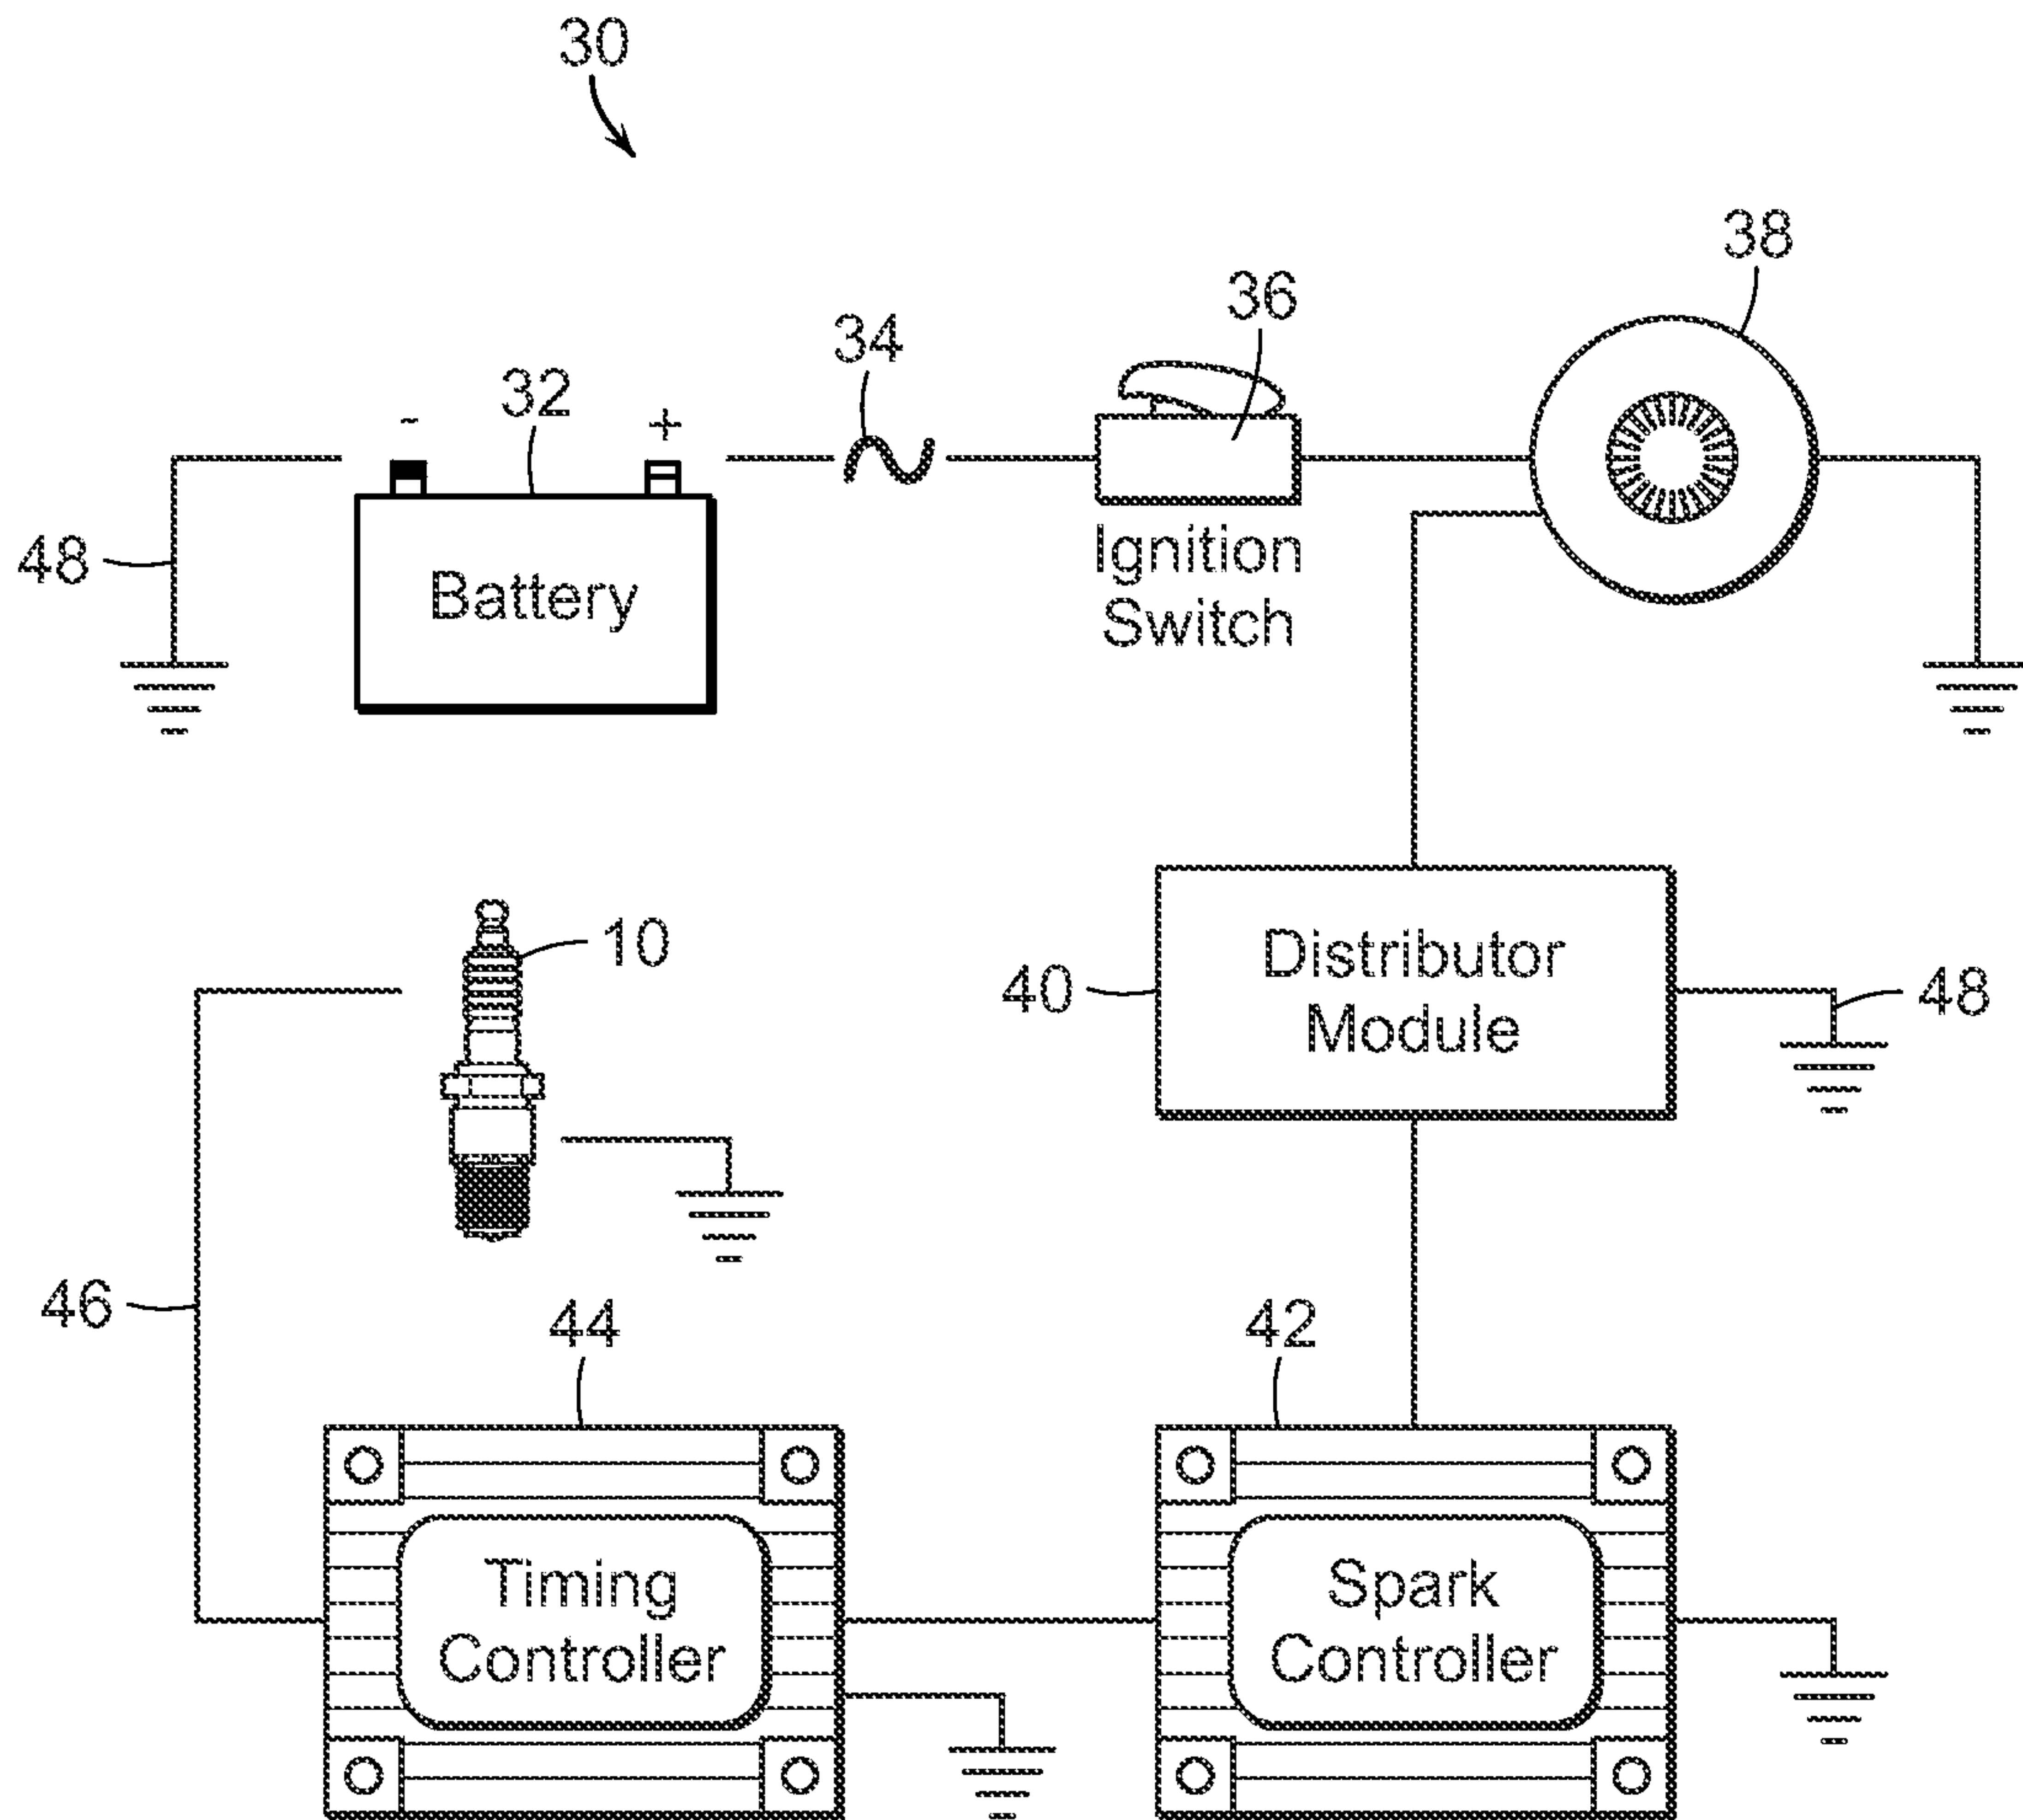 30
38
36
34
32
- +
48
Battery
Ignition
Switch
10
40
Distributor
Module
48
46
44
42
Timing
Controller
Spark
Controller